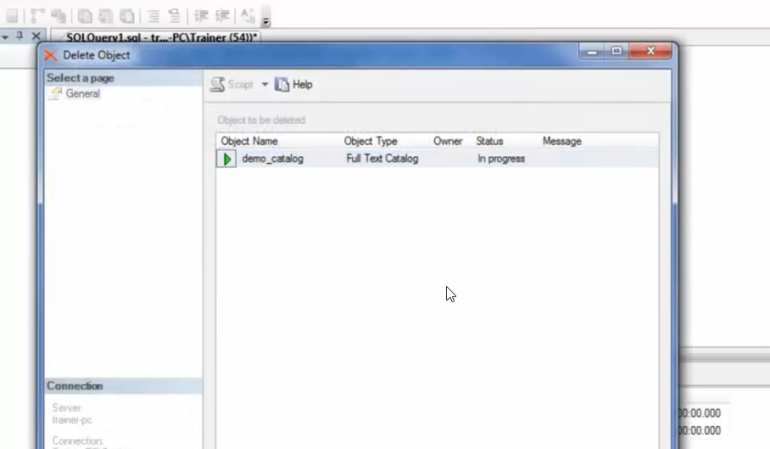 SQLQuery1.sql - tr...-PC\Trainer (54))*
Delete Object
Select a page
General
Script
Help
Object to be deleted
Object Name Object Type Owner Status Message
demo_catalog Full Text Catalog In progress
Connection
Server:
trainer-pc
Connection:
00:00.000
00:00.000